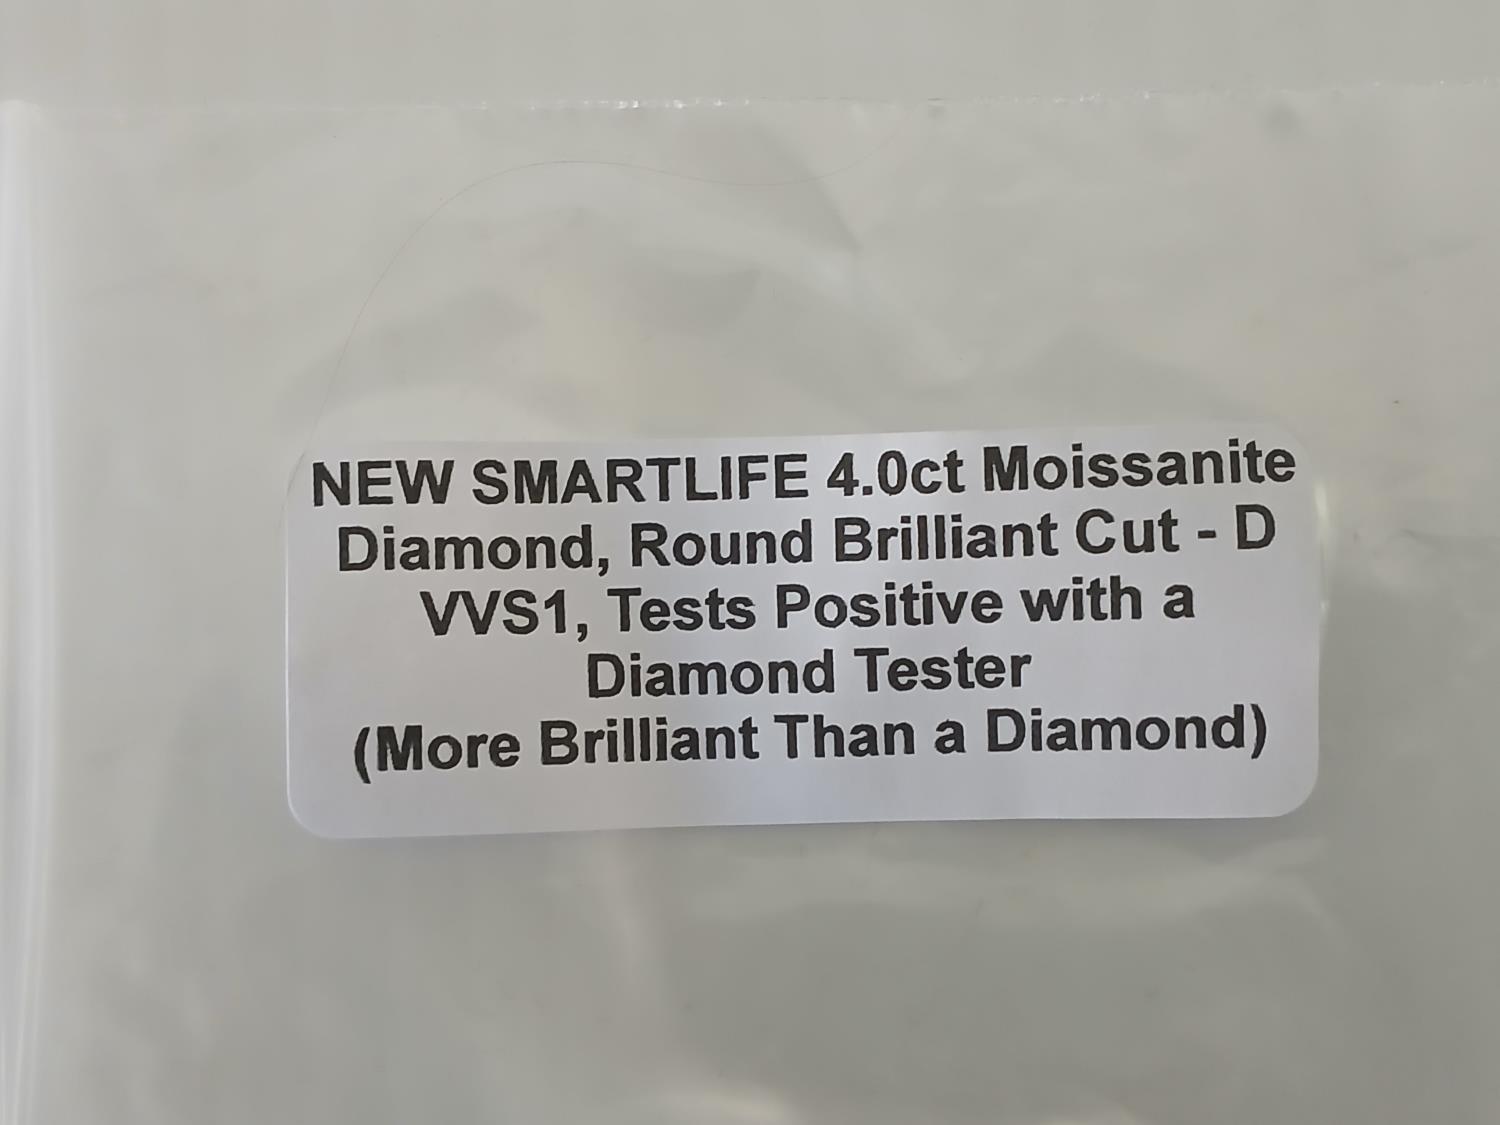 NEW SMARTLIFE 4.0ct Moissanite
Diamond, Round Brilliant Cut - D
VVS1, Tests Positive with a
Diamond Tester
(More Brilliant Than a Diamond)